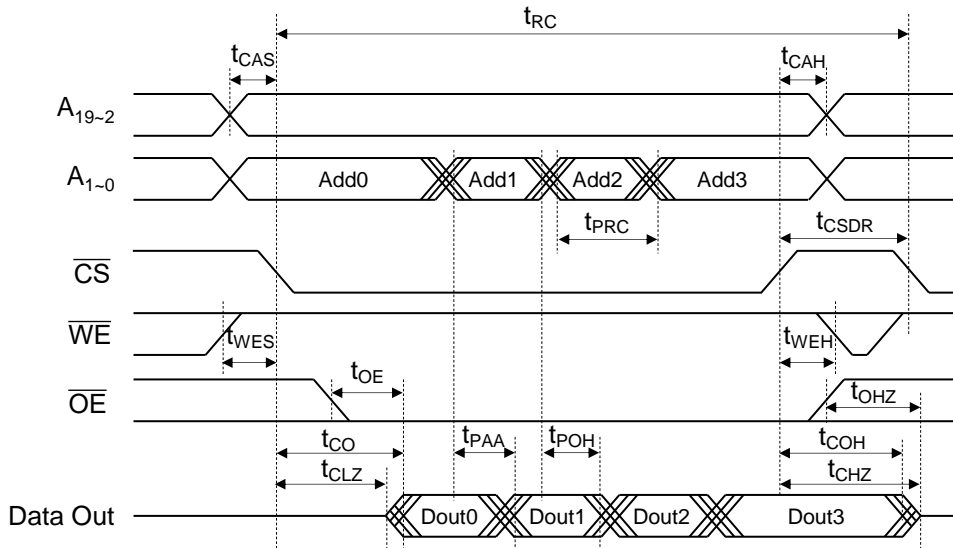 tRC
tCAS
tCAH
A19~2
A1~0
Add0 Add1 Add2 Add3
tPRC
tCSDR
CS
WE
tWES
tWEH
tOE
OE
tOHZ
tCO
tPAA
tPOH
tCOH
tCLZ
tCHZ
Data Out
Dout0 Dout1 Dout2 Dout3